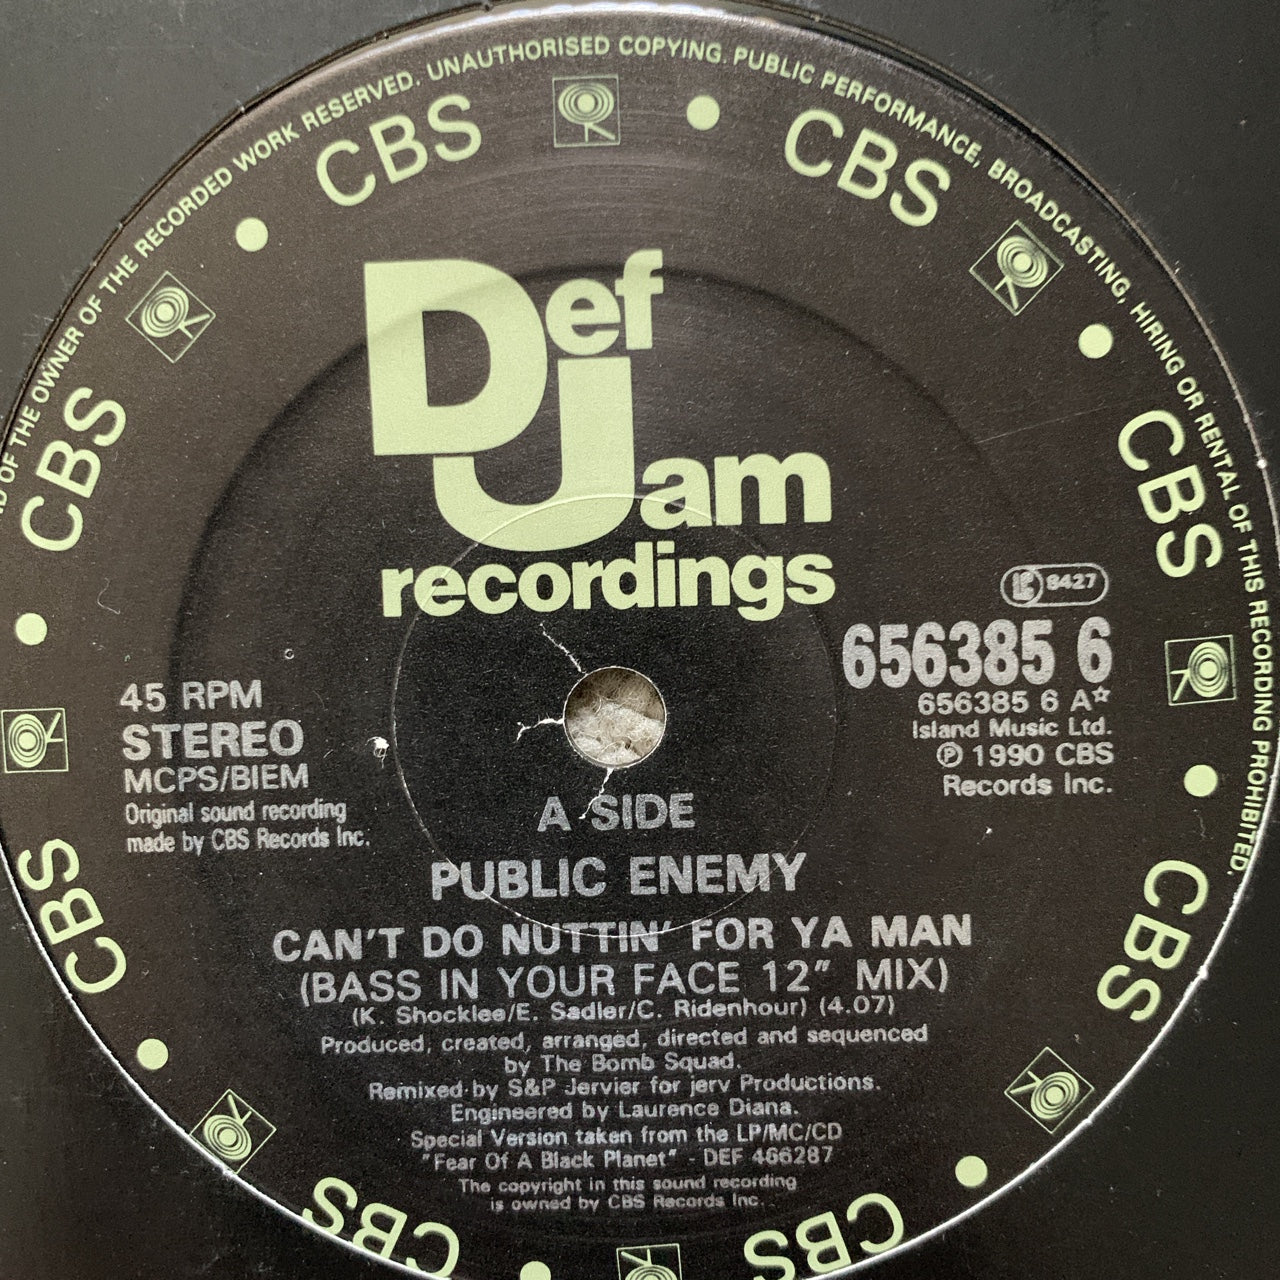 D OF THE OWNER OF THE RECORDED WORK RESERVED. UNAUTHORISED COPYING. PUBLIC PERFORMANCE, BROADCASTING, HIRING OR RENTAL OF THIS RECORDING PROHIBITED.
CBS
CBS
CBS
CBS
CBS
CBS
CBS
CBS
Def
Jam
recordings
LC 9427
656385 6
656385 6 A☆
Island Music Ltd.
℗ 1990 CBS
Records Inc.
45 RPM
STEREO
MCPS/BIEM
Original sound recording
made by CBS Records Inc.
A SIDE
PUBLIC ENEMY
CAN'T DO NUTTIN' FOR YA MAN
(BASS IN YOUR FACE 12" MIX)
(K. Shocklee/E. Sadler/C. Ridenhour) (4.07)
Produced, created, arranged, directed and sequenced
by The Bomb Squad.
Remixed by S&P Jervier for jerv Productions.
Engineered by Laurence Diana.
Special Version taken from the LP/MC/CD
"Fear Of A Black Planet" - DEF 466287
The copyright in this sound recording
is owned by CBS Records Inc.